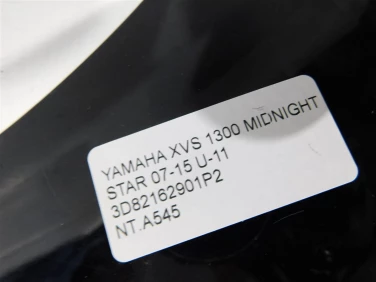 YAMAHA XVS 1300 MIDNIGHT
STAR 07-15 U-11
3D82162901P2
NT.A545